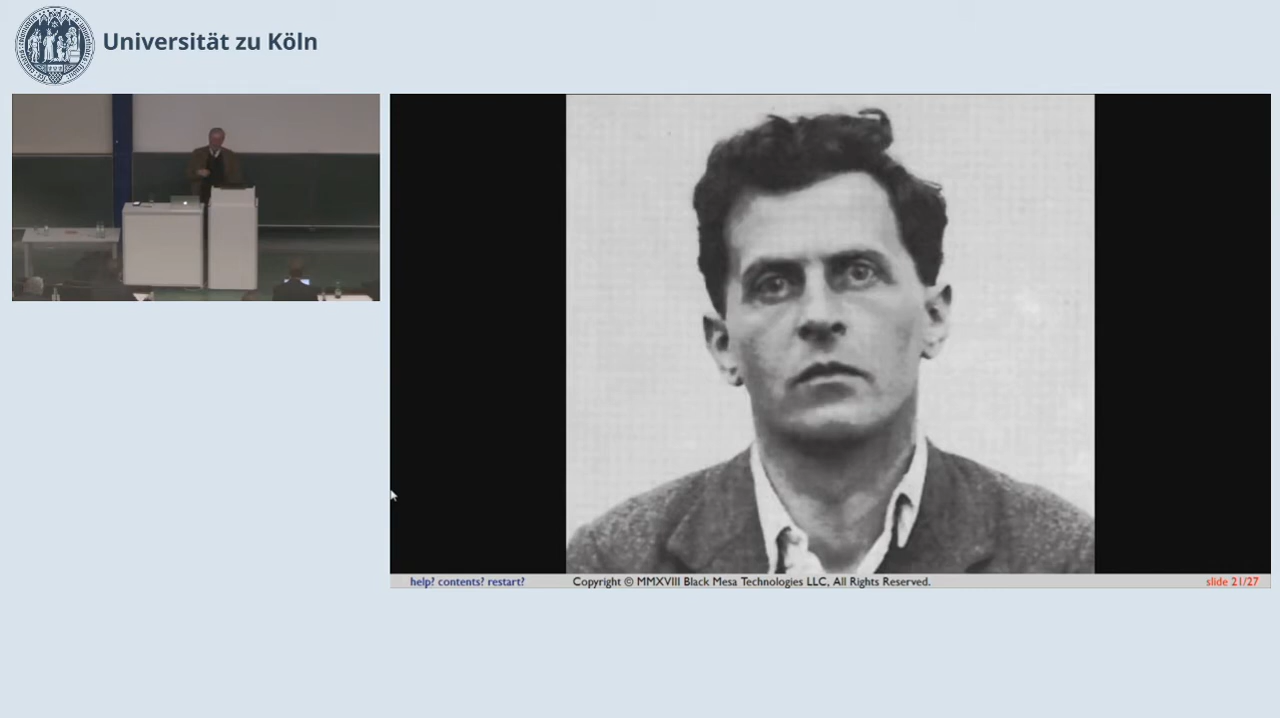 Universität zu Köln
help? contents? restart?
Copyright © MMXVIII Black Mesa Technologies LLC, All Rights Reserved.
slide 21/27